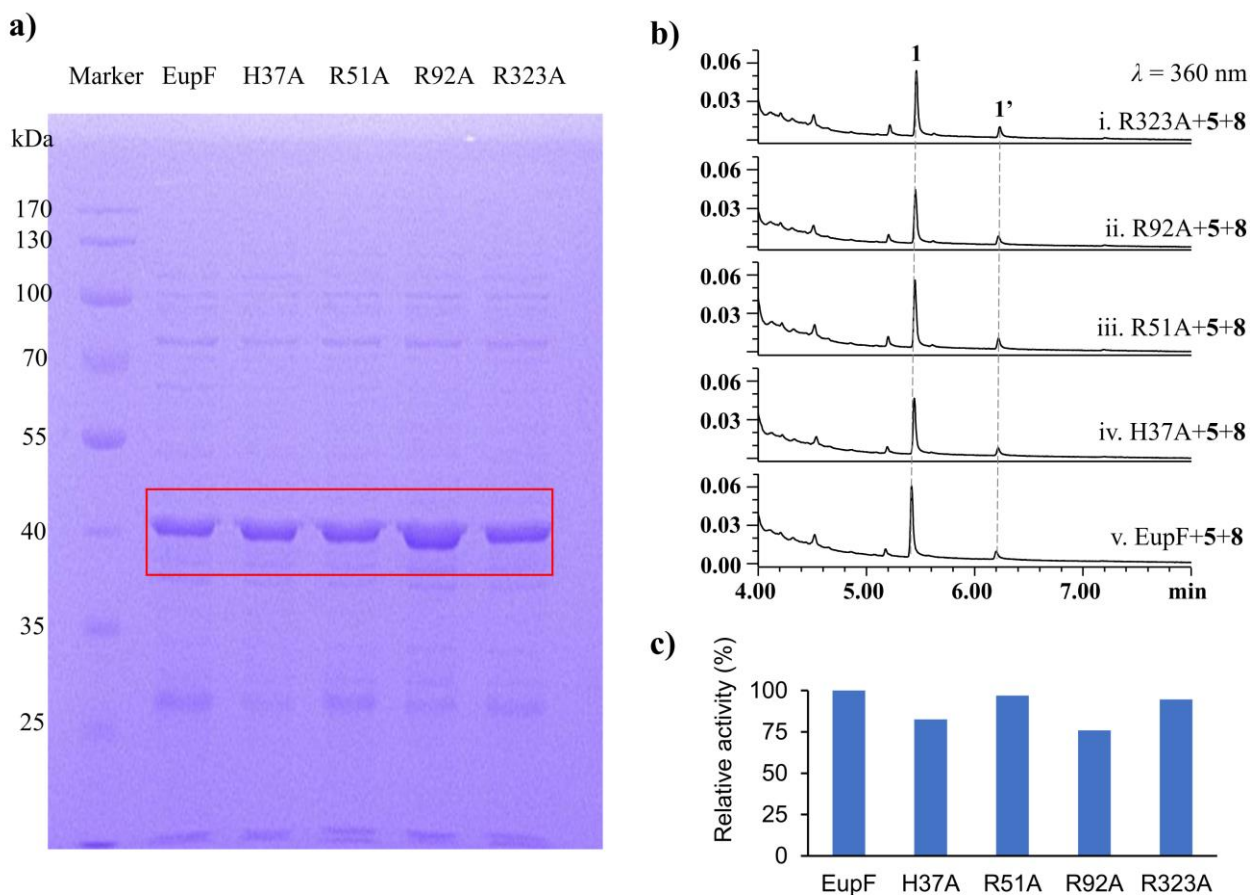 a)
Marker EupF H37A R51A R92A R323A
kDa
170
130
100
70
55
40
35
25
b)
1
1’
λ = 360 nm
0.06
0.03
i. R323A+5+8
0.06
0.03
ii. R92A+5+8
0.06
0.03
iii. R51A+5+8
0.06
0.03
iv. H37A+5+8
0.06
0.03
0.00
v. EupF+5+8
4.00 5.00 6.00 7.00 min
c)
Relative activity (%)
100
75
50
25
0
EupF H37A R51A R92A R323A